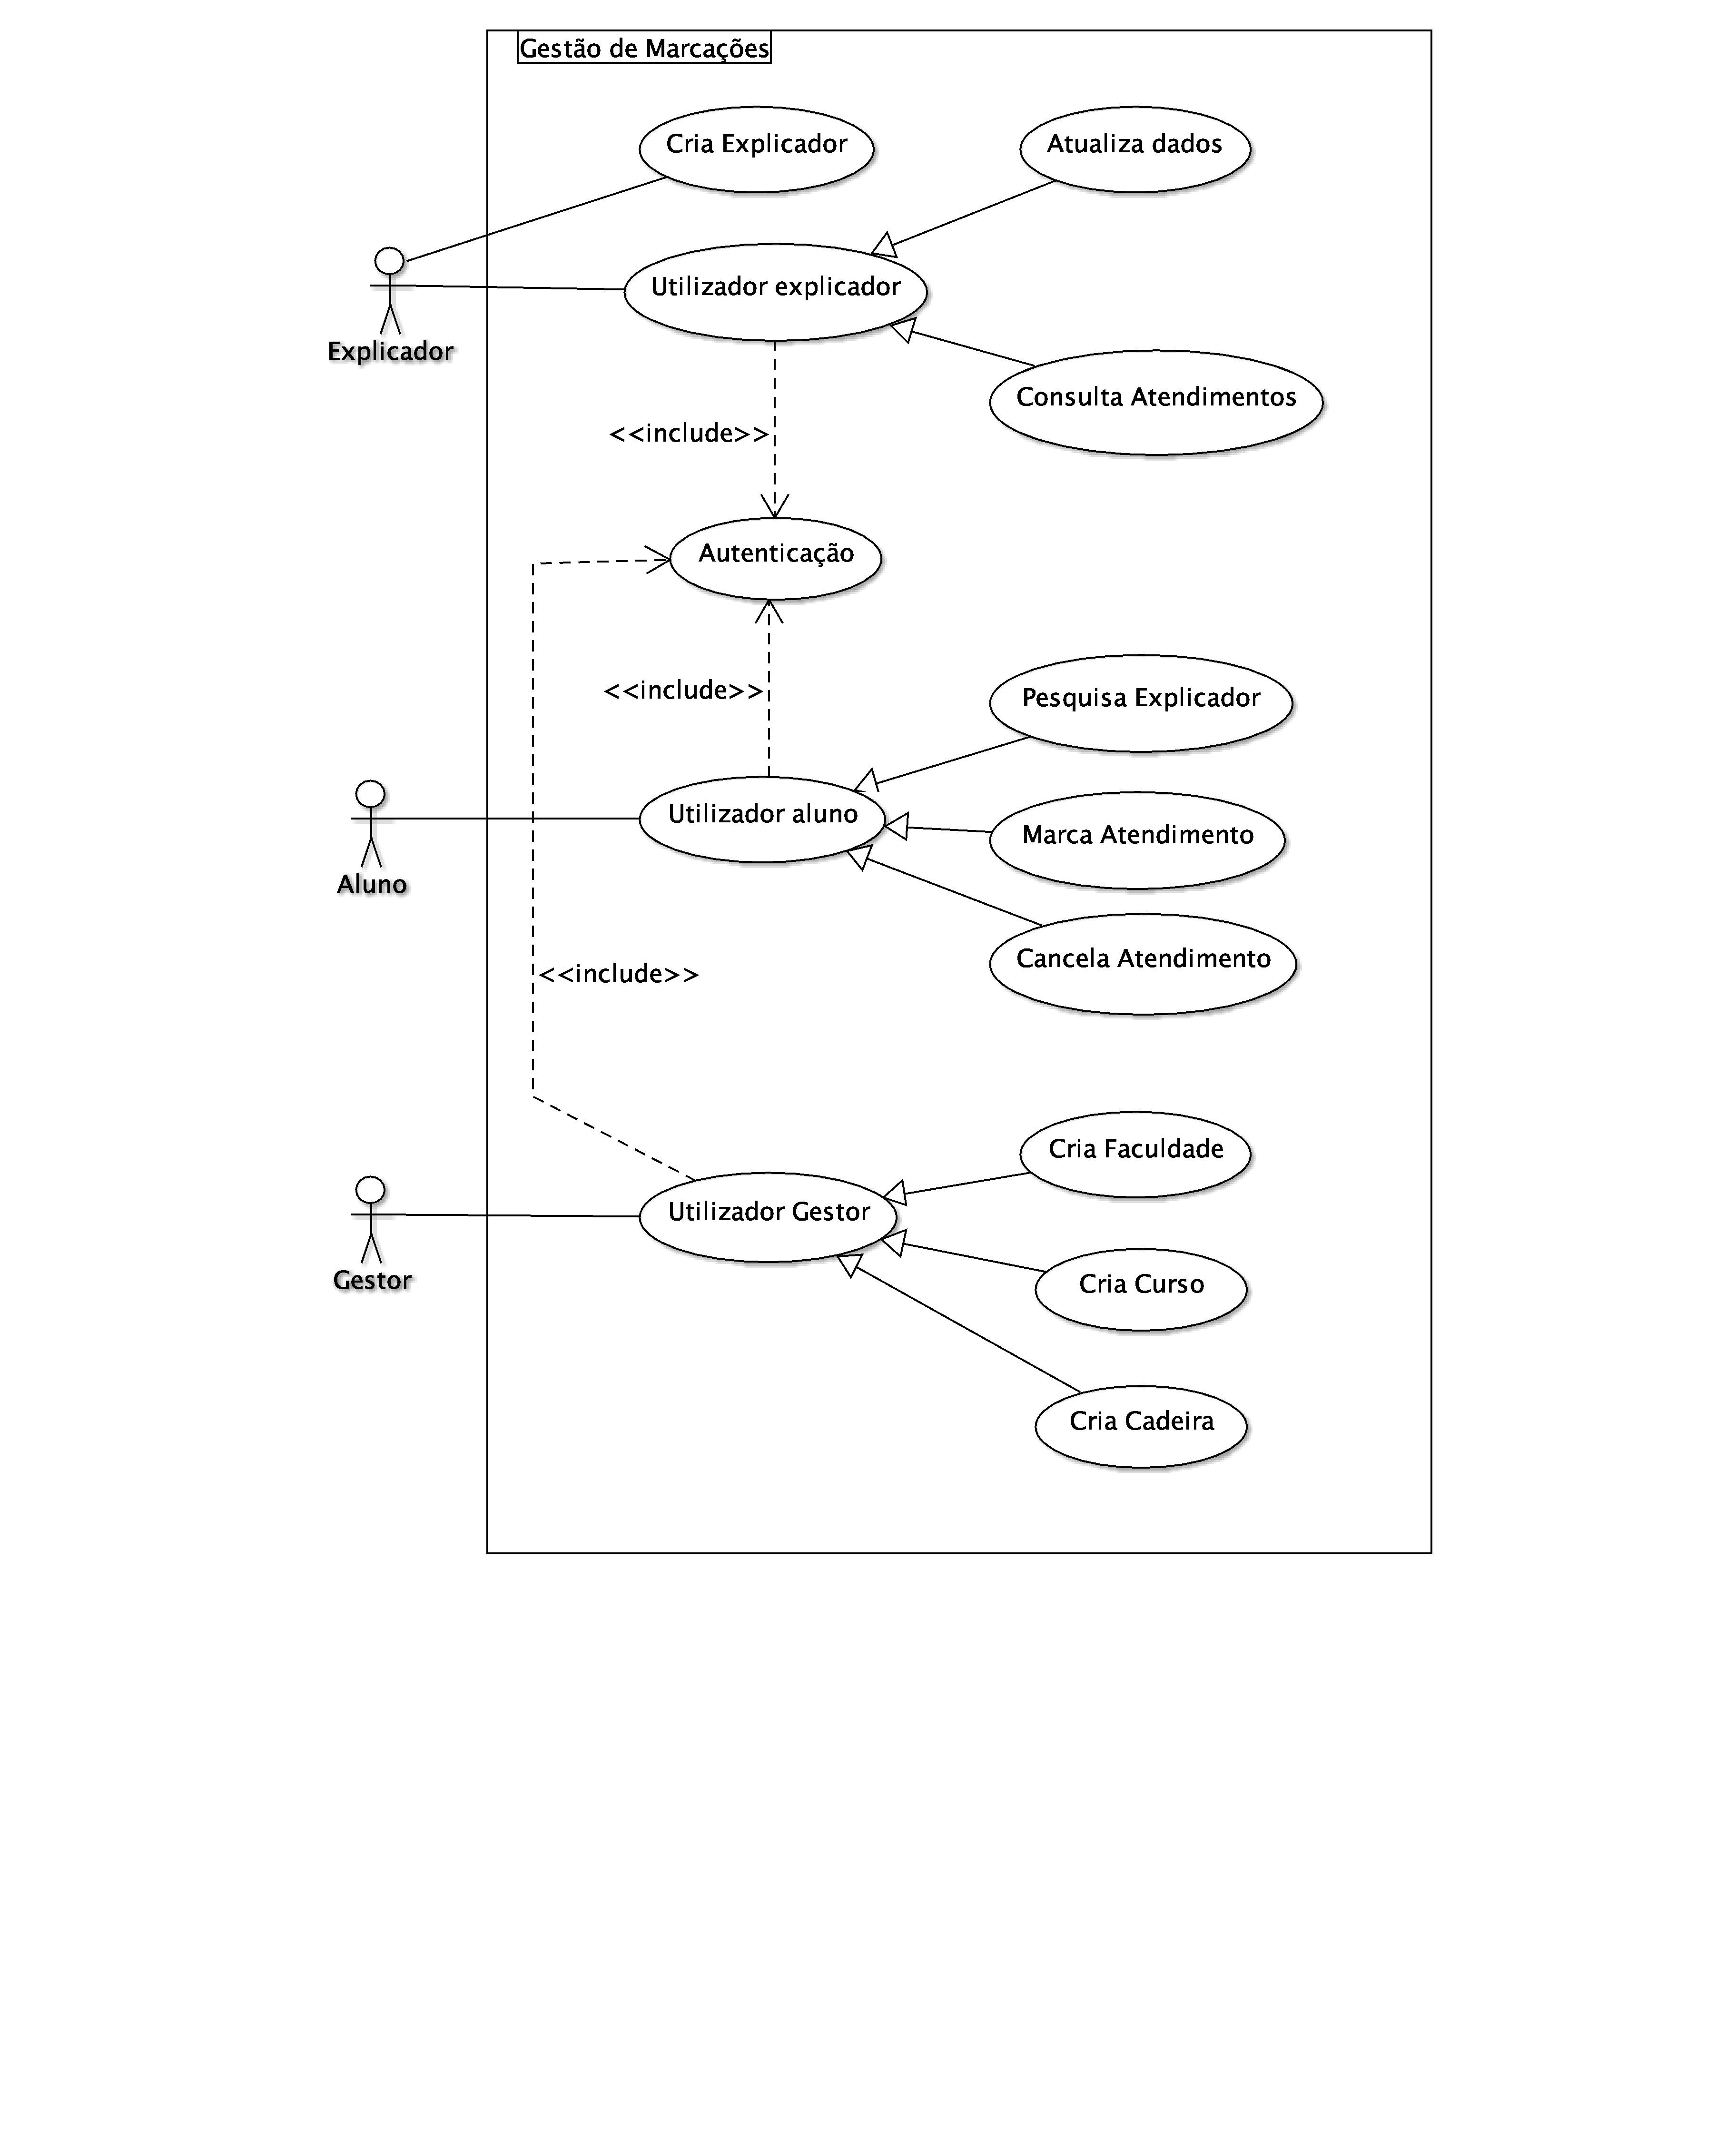 Gestão de Marcações
Cria Explicador
Atualiza dados
Utilizador explicador
Explicador
Consulta Atendimentos
<<include>>
Autenticação
<<include>>
Pesquisa Explicador
Utilizador aluno
Marca Atendimento
Aluno
Cancela Atendimento
<<include>>
Cria Faculdade
Utilizador Gestor
Gestor
Cria Curso
Cria Cadeira